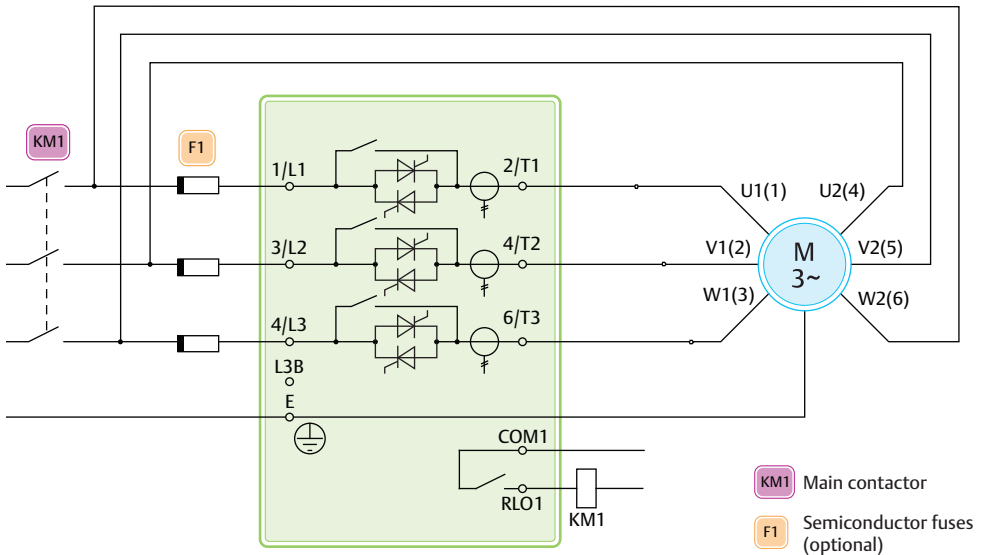 KM1
F1
1/L1
2/T1
U1(1)
U2(4)
3/L2
4/T2
V1(2)
V2(5)
M
3~
W1(3)
W2(6)
4/L3
6/T3
L3B
E
COM1
RLO1
KM1
KM1 Main contactor
F1 Semiconductor fuses
(optional)